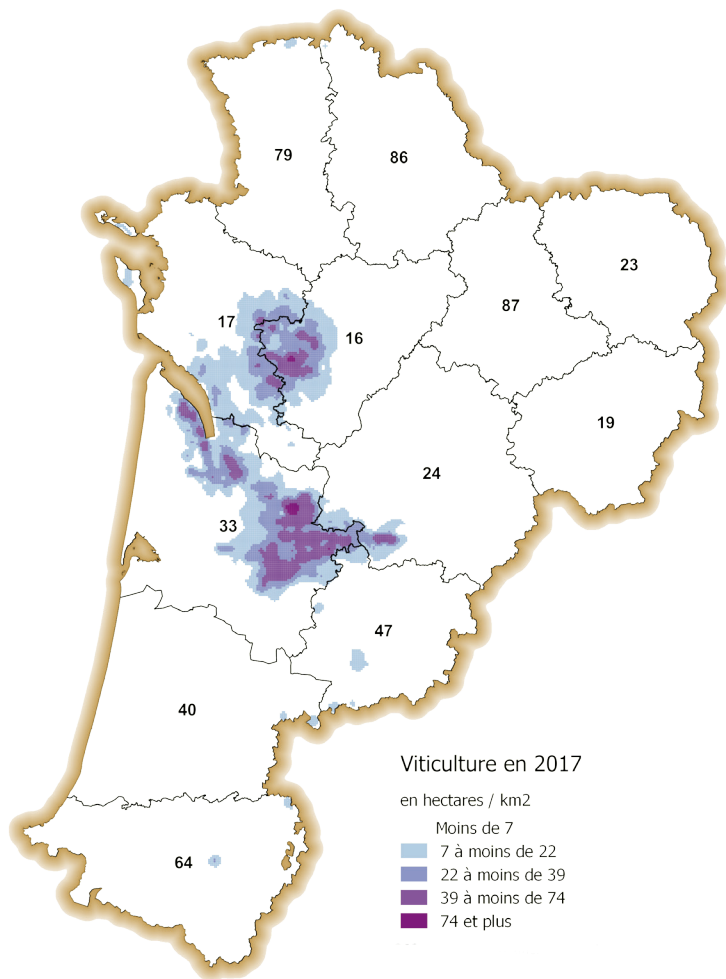 79
86
23
17
87
16
19
24
33
47
40
64
Viticulture en 2017
en hectares / km2
Moins de 7
7 à moins de 22
22 à moins de 39
39 à moins de 74
74 et plus